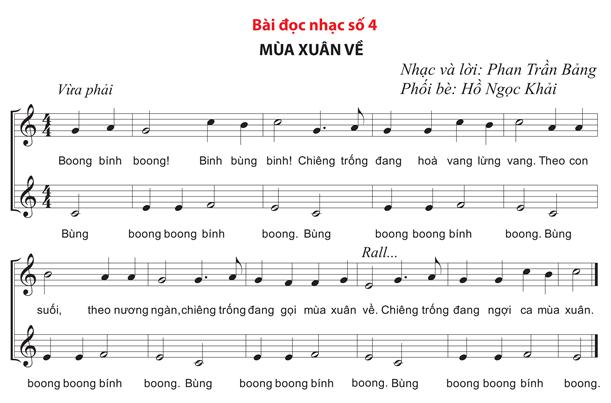 Bài đọc nhạc số 4
MÙA XUÂN VỀ
Nhạc và lời: Phan Trần Bảng
Vừa phải
Phối bè: Hồ Ngọc Khải
Boong bính boong! Binh bùng binh! Chiêng trống đang hoà vang lừng vang. Theo con
Bùng boong boong bính boong. Bùng boong boong bính boong. Bùng
Rall...
suối, theo nương ngàn, chiêng trống đang gọi mùa xuân về. Chiêng trống đang ngợi ca mùa xuân.
boong boong bính boong. Bùng boong boong bính boong. Bùng boong boong bính boong.